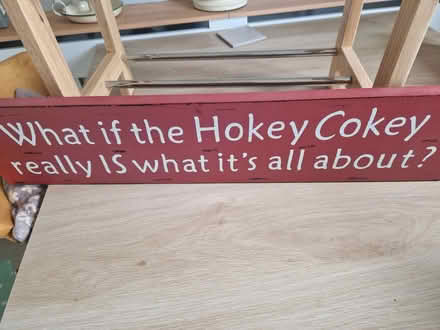 What if the Hokey Cokey
really IS what it's all about?